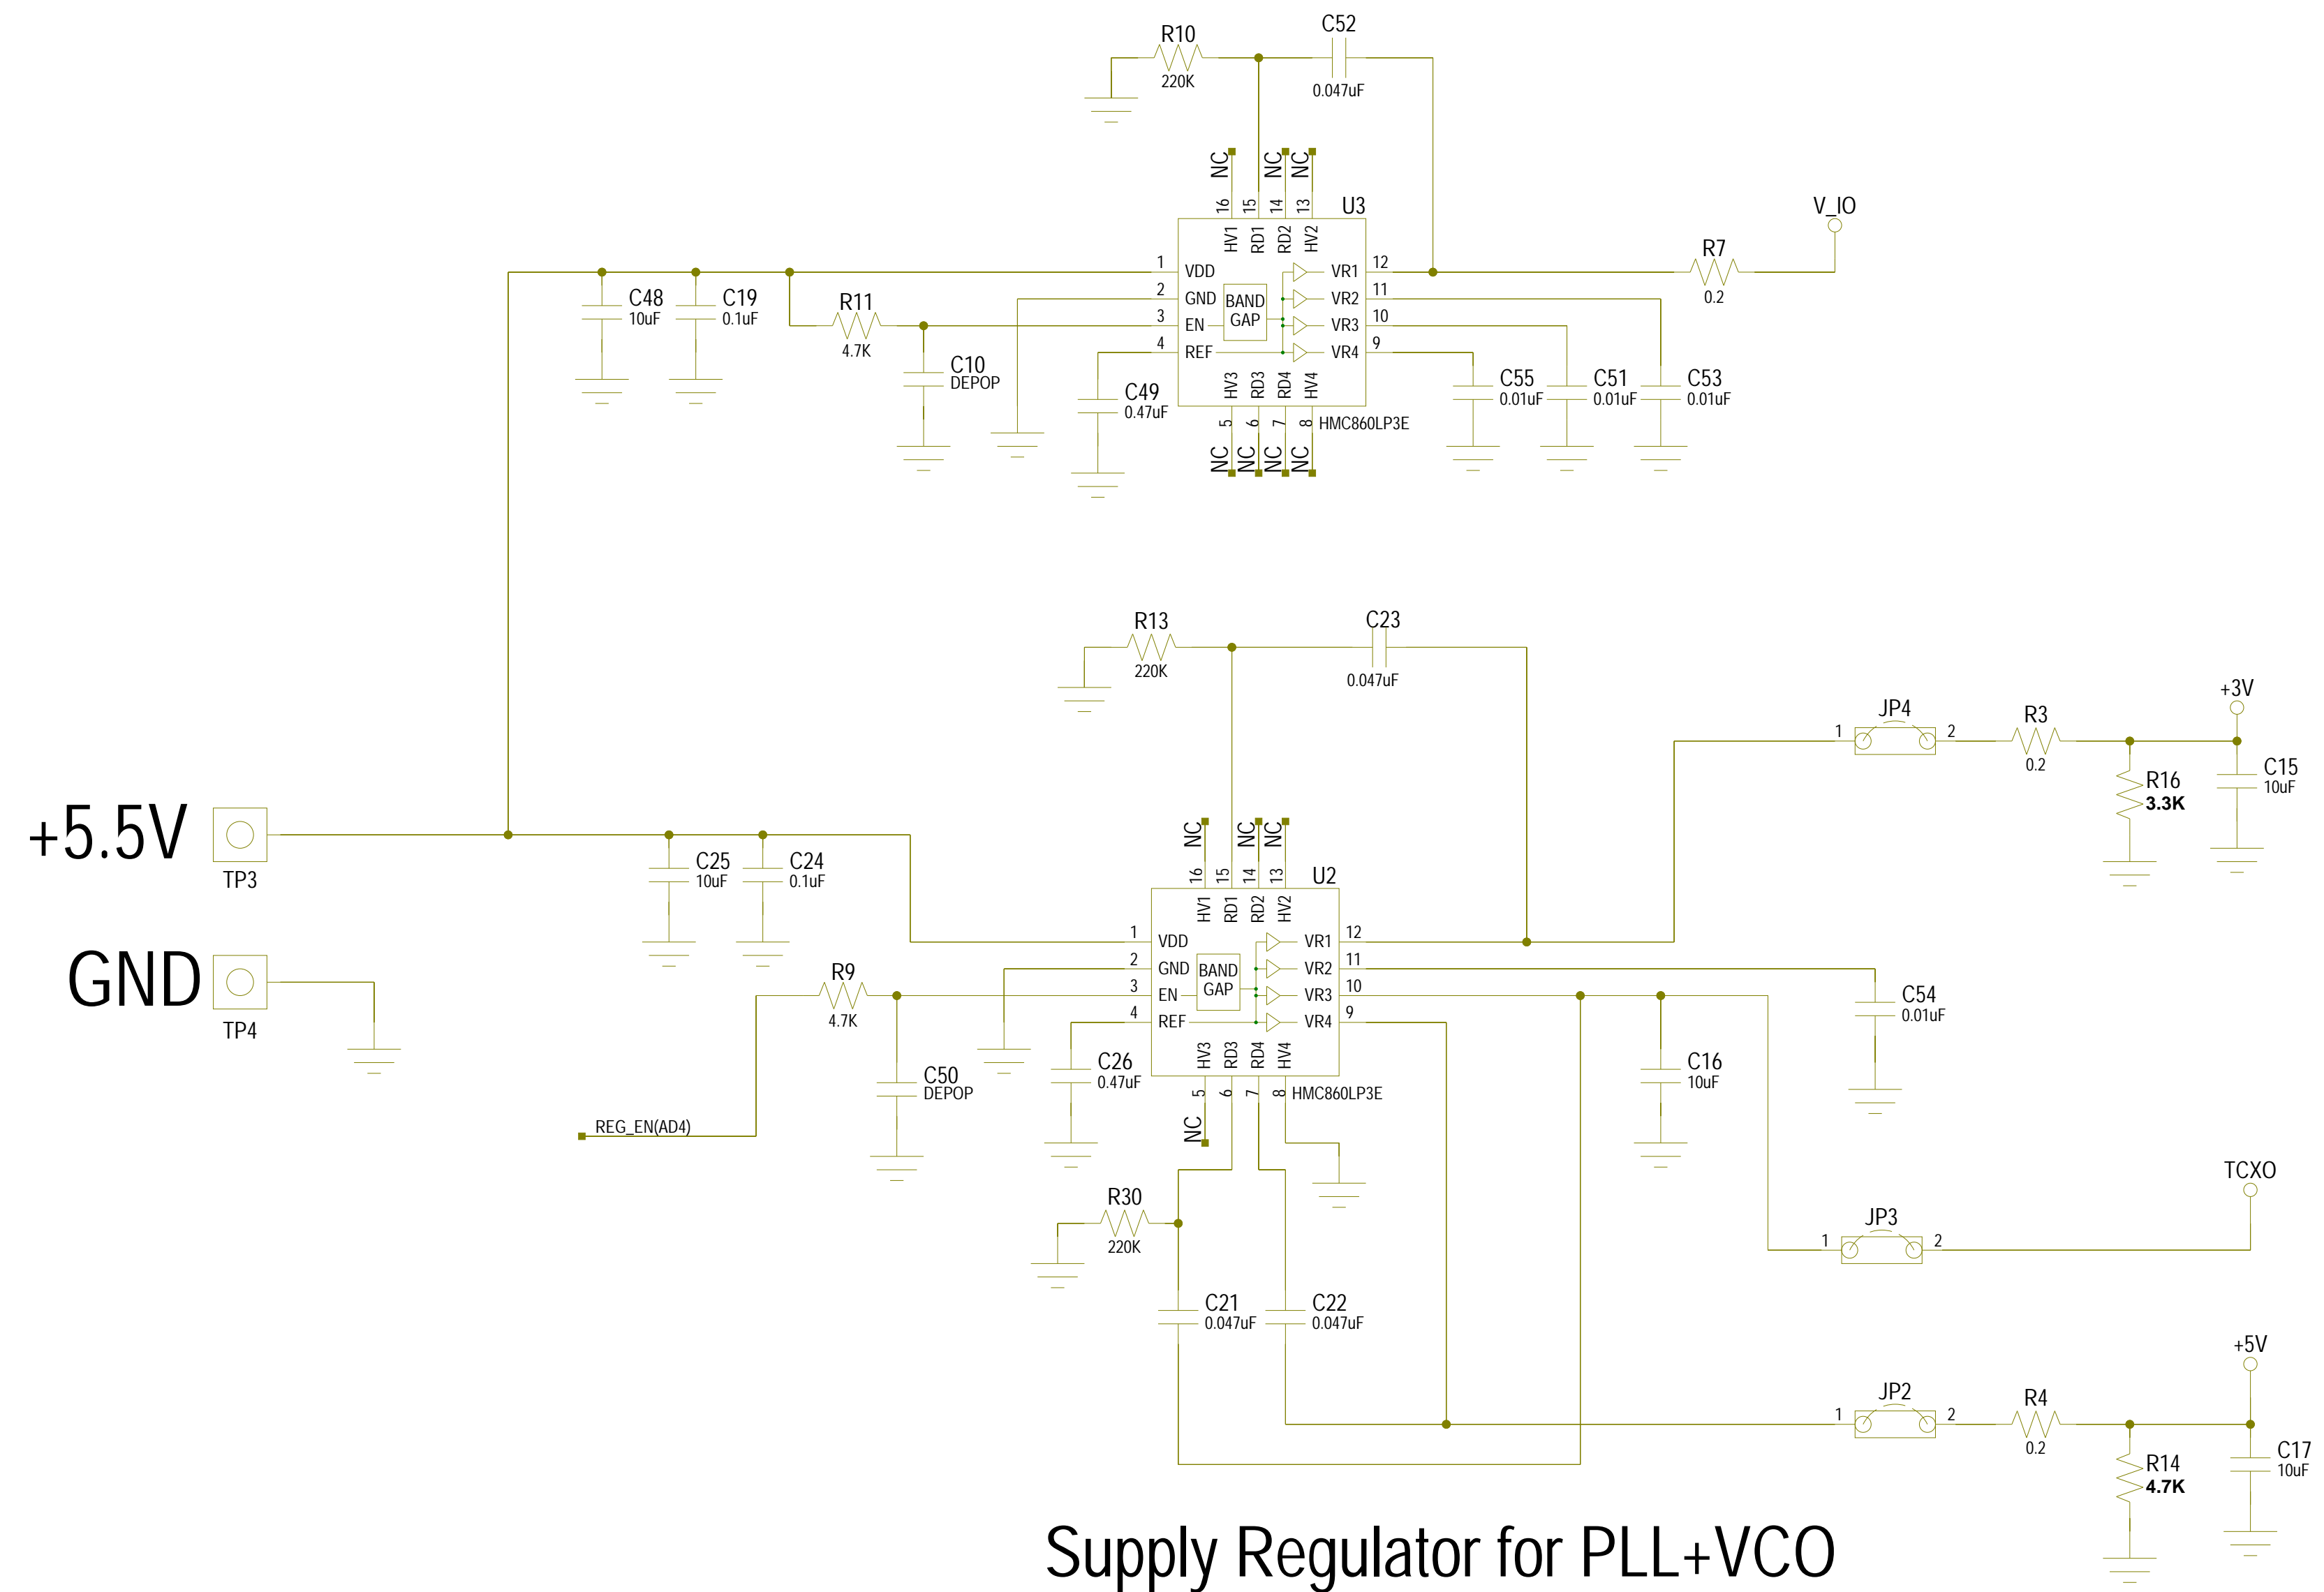 C52
R10
220K
0.047uF
NC NC NC
16 15 14 13 U3
V_IO
HV1 RD1 RD2 HV2
R7
0.2
1 VDD VR1 12
2 GND VR2 11
3 EN VR3 10
4 REF VR4 9
BAND
GAP
C48
10uF
C19
0.1uF
R11
4.7K
C10
DEPOP
C49
0.47uF
HV3 RD3 RD4 HV4
5 6 7 8 HMC860LP3E
NC NC NC NC
C55
0.01uF
C51
0.01uF
C53
0.01uF
R13
220K
C23
0.047uF
+3V
JP4
1 2
R3
0.2
R16
3.3K
C15
10uF
+5.5V
TP3
C25
10uF
C24
0.1uF
NC NC NC
16 15 14 13 U2
HV1 RD1 RD2 HV2
1 VDD VR1 12
2 GND VR2 11
3 EN VR3 10
4 REF VR4 9
BAND
GAP
GND
TP4
R9
4.7K
C50
DEPOP
C26
0.47uF
HV3 RD3 RD4 HV4
5 6 7 8 HMC860LP3E
NC
C16
10uF
C54
0.01uF
REG_EN(AD4)
TCXO
R30
220K
JP3
1 2
C21
0.047uF
C22
0.047uF
+5V
JP2
1 2
R4
0.2
R14
4.7K
C17
10uF
Supply Regulator for PLL+VCO